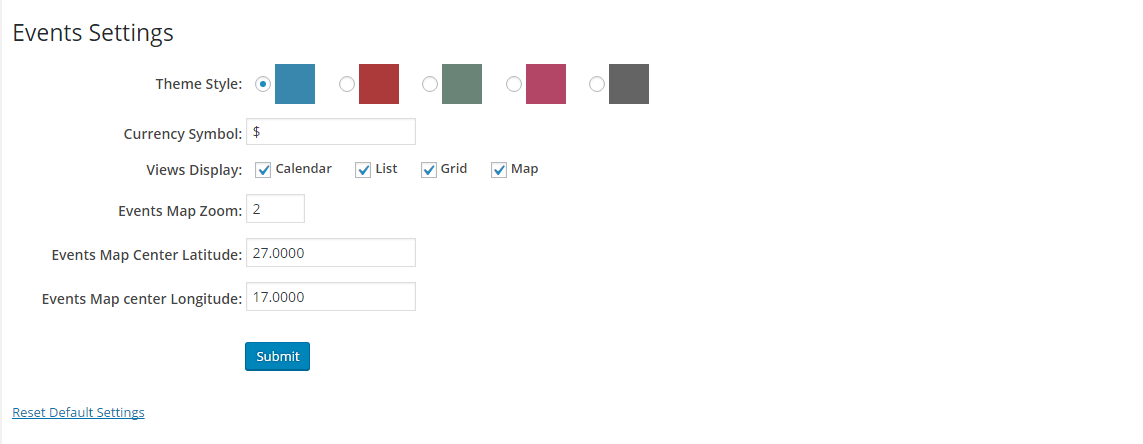 Events Settings
Theme Style:
Currency Symbol: $
Views Display: Calendar List Grid Map
Events Map Zoom: 2
Events Map Center Latitude: 27.0000
Events Map center Longitude: 17.0000
Submit
Reset Default Settings